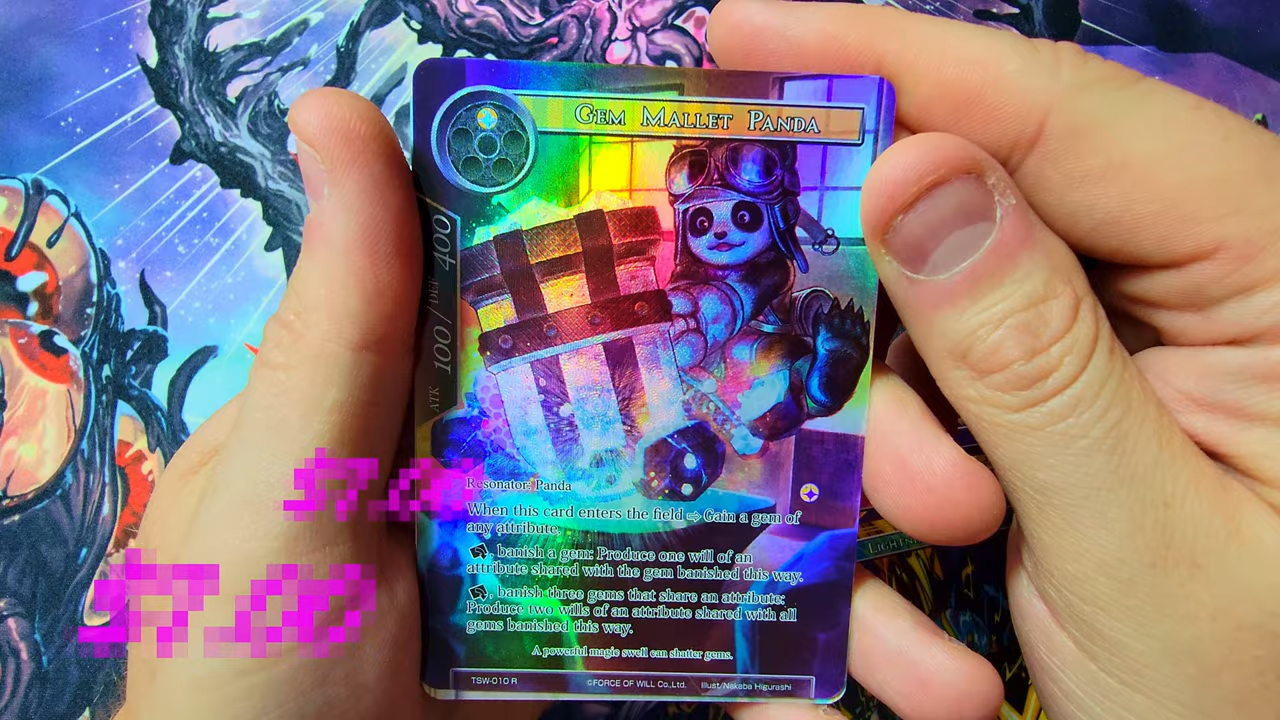 GEM MALLET PANDA
ATK 100 / DEF 400
Resonator: Panda
When this card enters the field ⇨ Gain a gem of
any attribute.
, banish a gem: Produce one will of an
attribute shared with the gem banished this way.
, banish three gems that share an attribute:
Produce two wills of an attribute shared with all
gems banished this way.
A powerful magic swell can shatter gems.
TSW-010 R ©FORCE OF WILL Co.,Ltd. Illust/Nakaba Higurashi